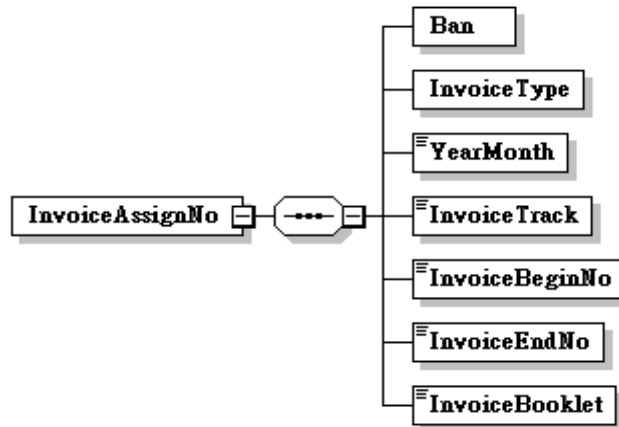 Ban
InvoiceType
YearMonth
InvoiceAssignNo
InvoiceTrack
InvoiceBeginNo
InvoiceEndNo
InvoiceBooklet